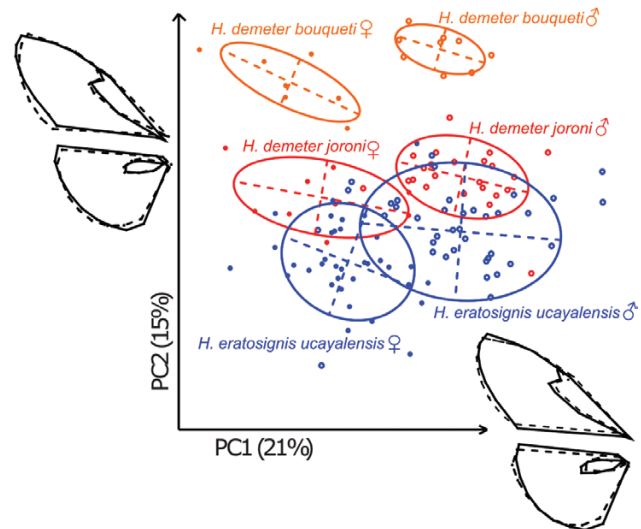 H. demeter bouqueti ♀
H. demeter bouqueti ♂
H. demeter joroni ♀
H. demeter joroni ♂
H. eratosignis ucayalensis ♂
H. eratosignis ucayalensis ♀
PC2 (15%)
PC1 (21%)